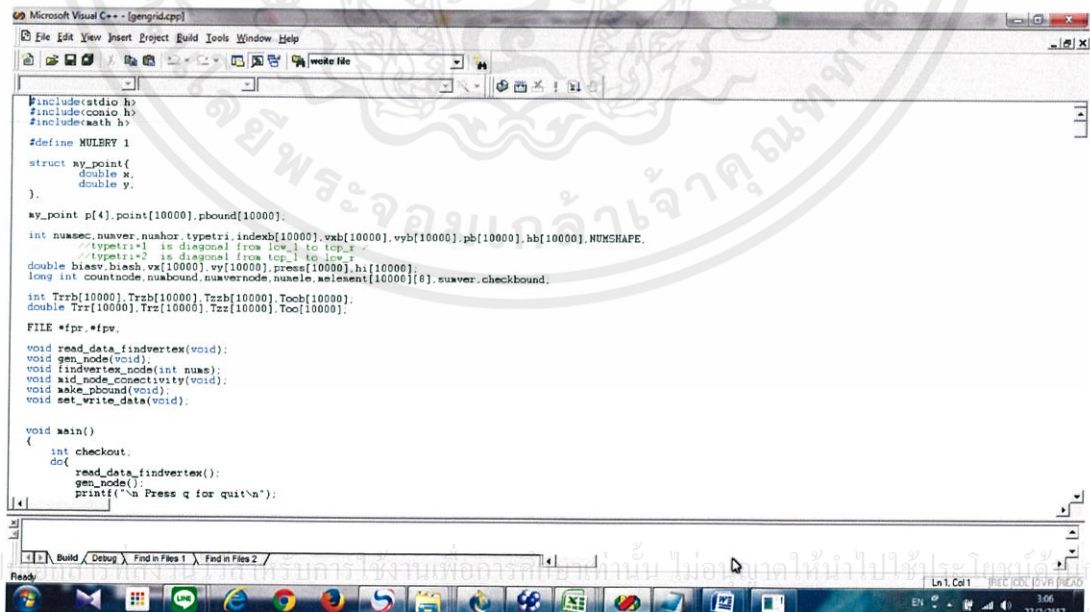 Microsoft Visual C++ - [gengrid.cpp]
File Edit View Insert Project Build Tools Window Help
weite file
#include<stdio.h>
#include<conio.h>
#include<math.h>
#define MULBRY 1
struct my_point{
double x;
double y;
};
my_point p[4],point[10000],pbound[10000];
int numsec,numver,numhor,typetri,indexb[10000],vxb[10000],vyb[10000],pb[10000],hb[10000],NUMSHAPE;
//typetri=1 is diagonal from low_l to top_r
//typetri=2 is diagonal from top_l to low_r
double biasv,biash,vx[10000],vy[10000],press[10000],hi[10000];
long int countnode,numbound,numvernode,numele,melement[10000][8],sumver,checkbound;
int Trrb[10000],Trzb[10000],Tzzb[10000],Toob[10000];
double Trr[10000],Trz[10000],Tzz[10000],Too[10000];
FILE *fpr,*fpw;
void read_data_findvertex(void);
void gen_node(void);
void findvertex_node(int nums);
void mid_node_conectivity(void);
void make_pbound(void);
void set_write_data(void);
void main()
{
int checkout;
do{
read_data_findvertex();
gen_node();
printf("\n Press q for quit\n");
Build Debug Find in Files 1 Find in Files 2
Ready
Ln 1, Col 1 REC COL OVR READ
LINE
EN
3:06